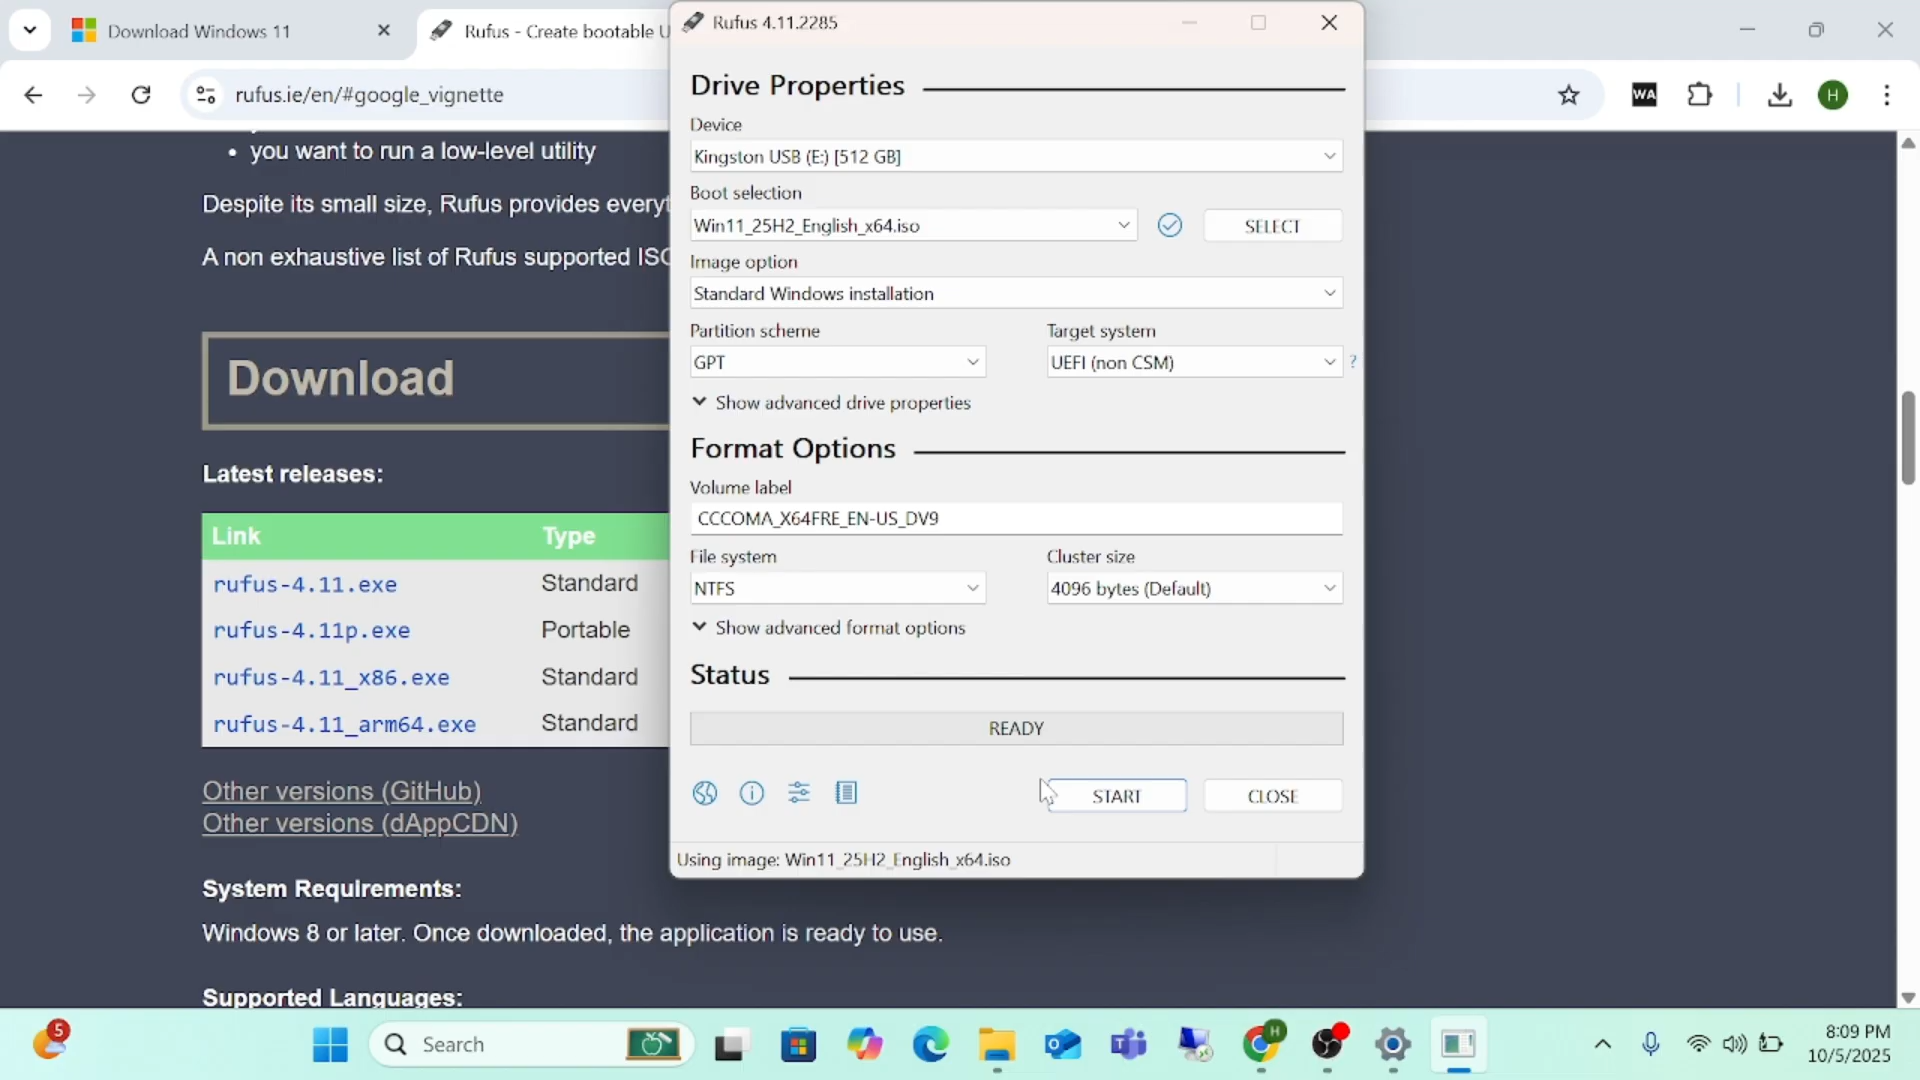 Download Windows 11
Rufus - Create bootable U
rufus.ie/en/#google_vignette
WA
H
• you want to run a low-level utility
Despite its small size, Rufus provides everyt
A non exhaustive list of Rufus supported ISO
Download
Latest releases:
Link Type
rufus-4.11.exe Standard
rufus-4.11p.exe Portable
rufus-4.11_x86.exe Standard
rufus-4.11_arm64.exe Standard
Other versions (GitHub)
Other versions (dAppCDN)
System Requirements:
Windows 8 or later. Once downloaded, the application is ready to use.
Supported Languages:
Rufus 4.11.2285
Drive Properties
Device
Kingston USB (E:) [512 GB]
Boot selection
Win11_25H2_English_x64.iso
SELECT
Image option
Standard Windows installation
Partition scheme Target system
GPT UEFI (non CSM) ?
Show advanced drive properties
Format Options
Volume label
CCCOMA_X64FRE_EN-US_DV9
File system Cluster size
NTFS 4096 bytes (Default)
Show advanced format options
Status
READY
START CLOSE
Using image: Win11_25H2_English_x64.iso
5
Search
H
8:09 PM
10/5/2025